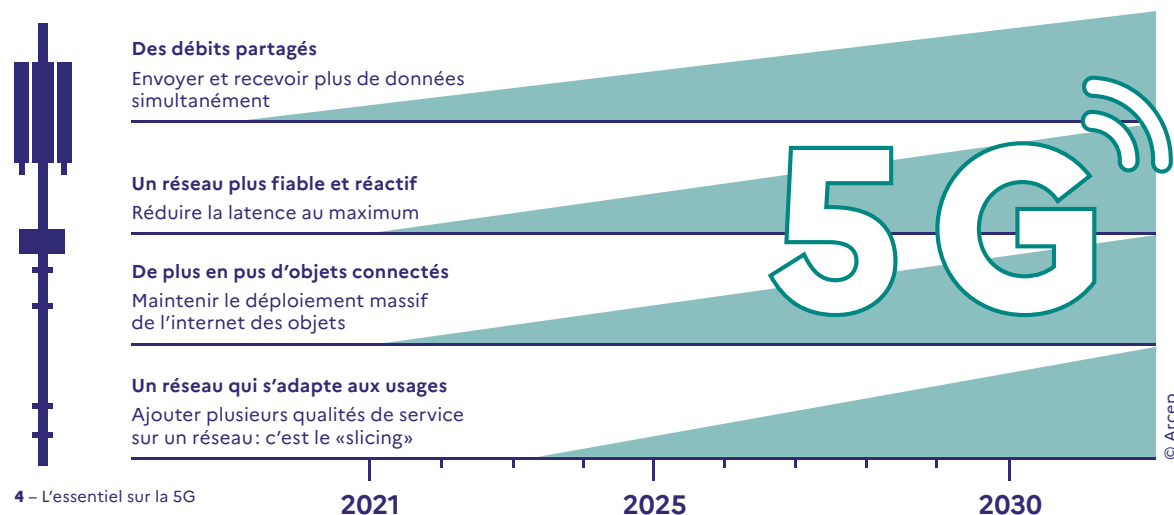 Des débits partagés
Envoyer et recevoir plus de données
simultanément
Un réseau plus fiable et réactif
Réduire la latence au maximum
De plus en pus d'objets connectés
Maintenir le déploiement massif
de l'internet des objets
Un réseau qui s'adapte aux usages
Ajouter plusieurs qualités de service
sur un réseau : c'est le «slicing»
5G
© Arcep
2021
2025
2030
4 – L'essentiel sur la 5G